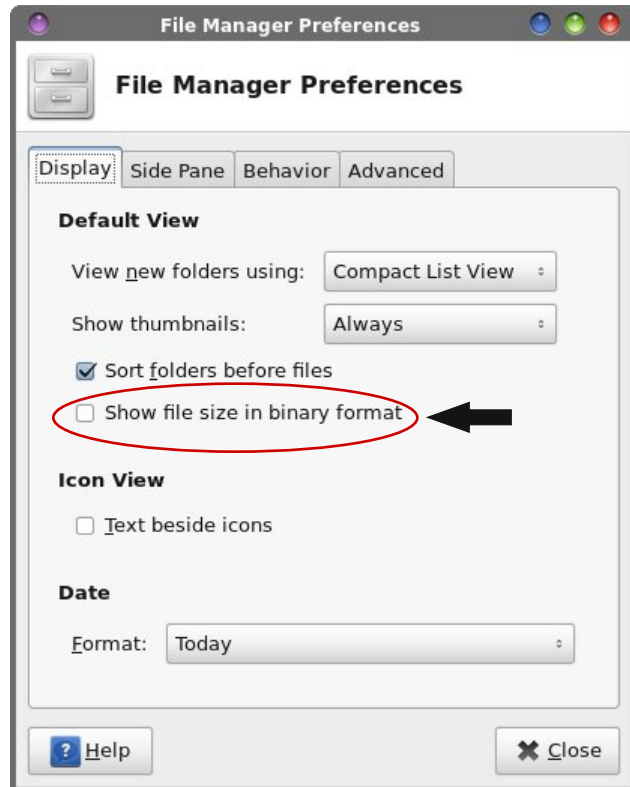 File Manager Preferences
File Manager Preferences
Display Side Pane Behavior Advanced
Default View
View new folders using: Compact List View
Show thumbnails: Always
Sort folders before files
Show file size in binary format
Icon View
Text beside icons
Date
Format: Today
? Help Close